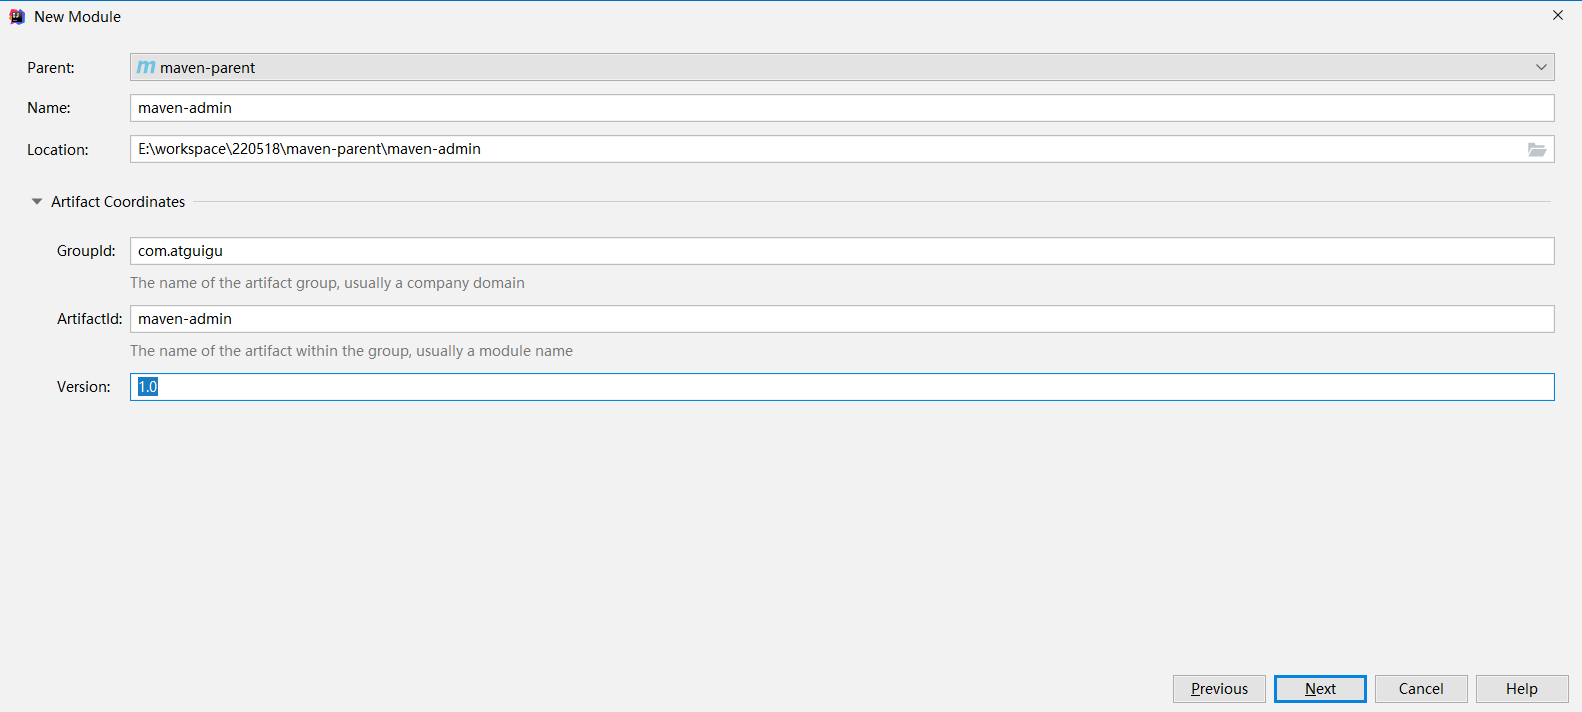 New Module
Parent: maven-parent
Name: maven-admin
Location: E:\workspace\220518\maven-parent\maven-admin
Artifact Coordinates
GroupId: com.atguigu
The name of the artifact group, usually a company domain
ArtifactId: maven-admin
The name of the artifact within the group, usually a module name
Version: 1.0
Previous Next Cancel Help